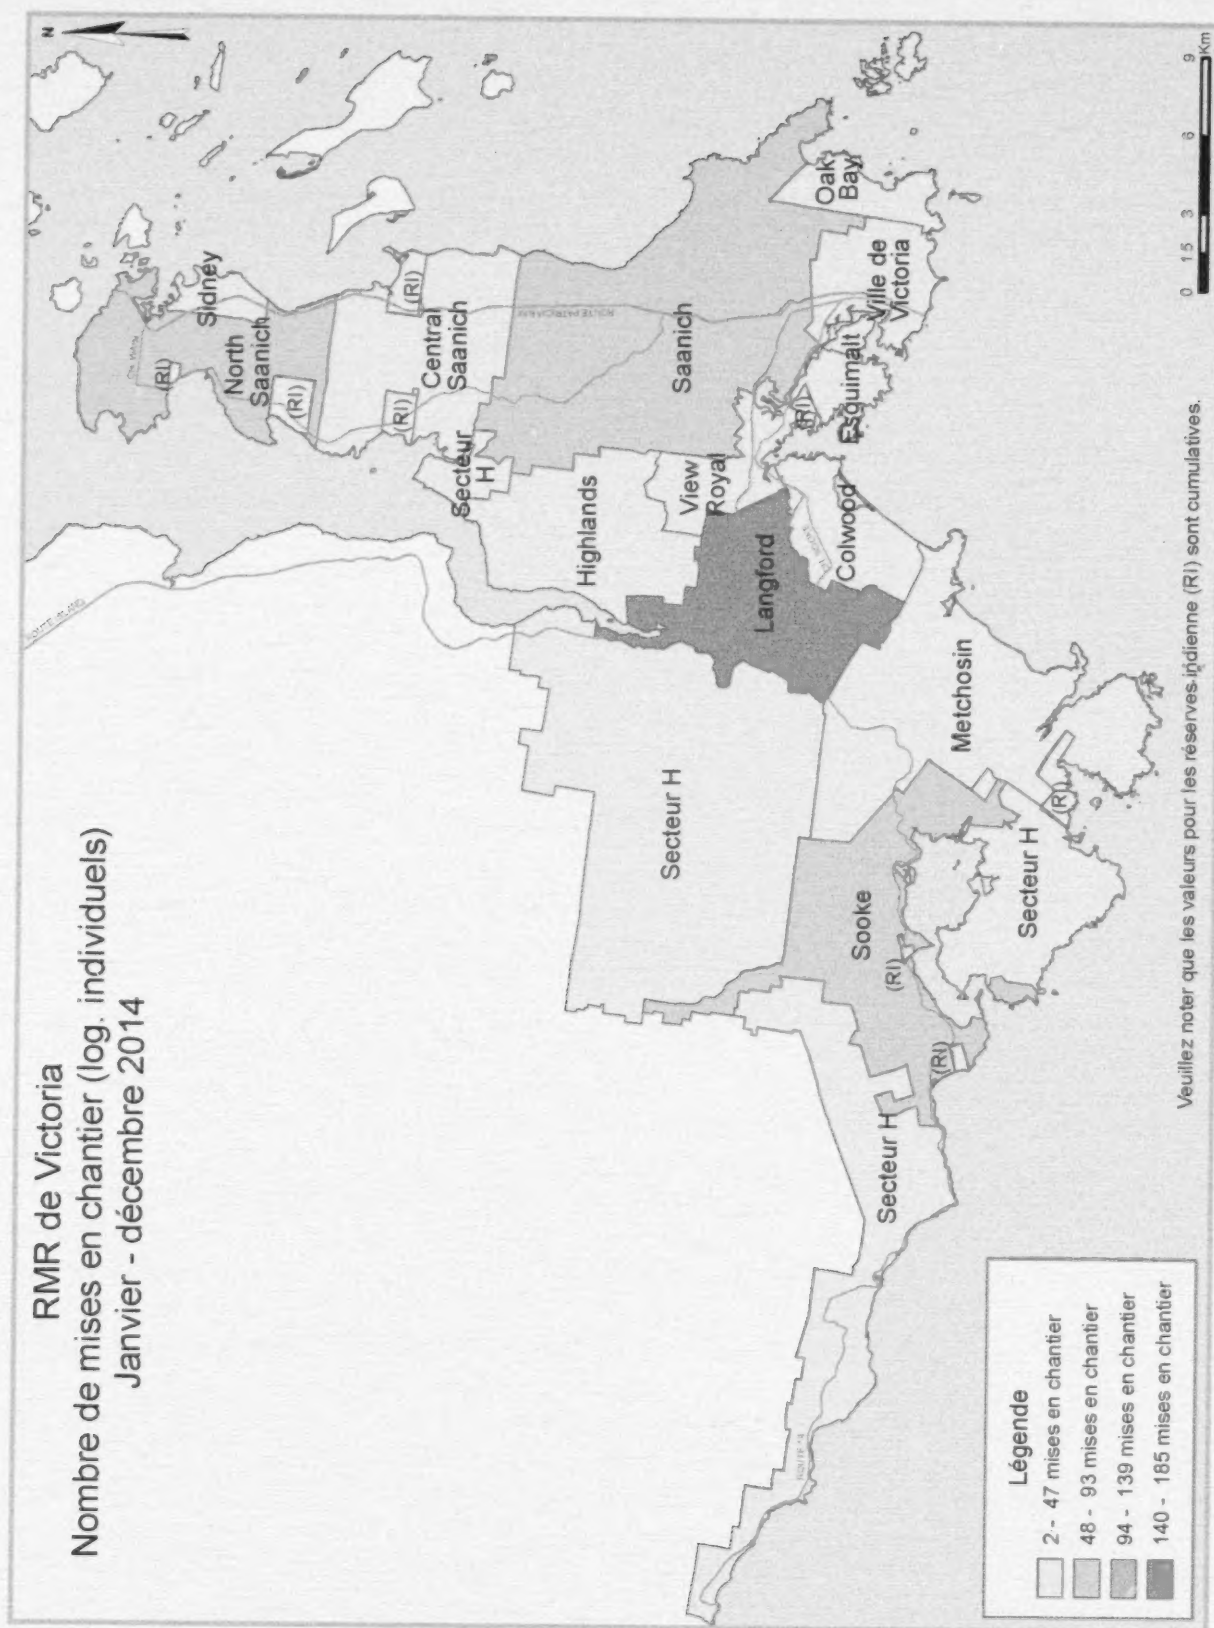 RMR de Victoria
Nombre de mises en chantier (log. individuels)
Janvier - décembre 2014
N
Sidney
North
Saanich
(RI)
(RI)
(RI)
(RI)
Central
Saanich
Secteur
H
Saanich
Highlands
View
Royal
Langford
Oak
Bay
Ville de
Victoria
Esquimalt
(RI)
Colwood
Metchosin
Secteur H
Sooke
(RI)
(RI)
(RI)
Secteur H
Secteur H
ROUTE ISLAND
ROUTE 14
Légende
2 - 47 mises en chantier
48 - 93 mises en chantier
94 - 139 mises en chantier
140 - 185 mises en chantier
0 1.5 3 6 9
Km
Veuillez noter que les valeurs pour les réserves indienne (RI) sont cumulatives.